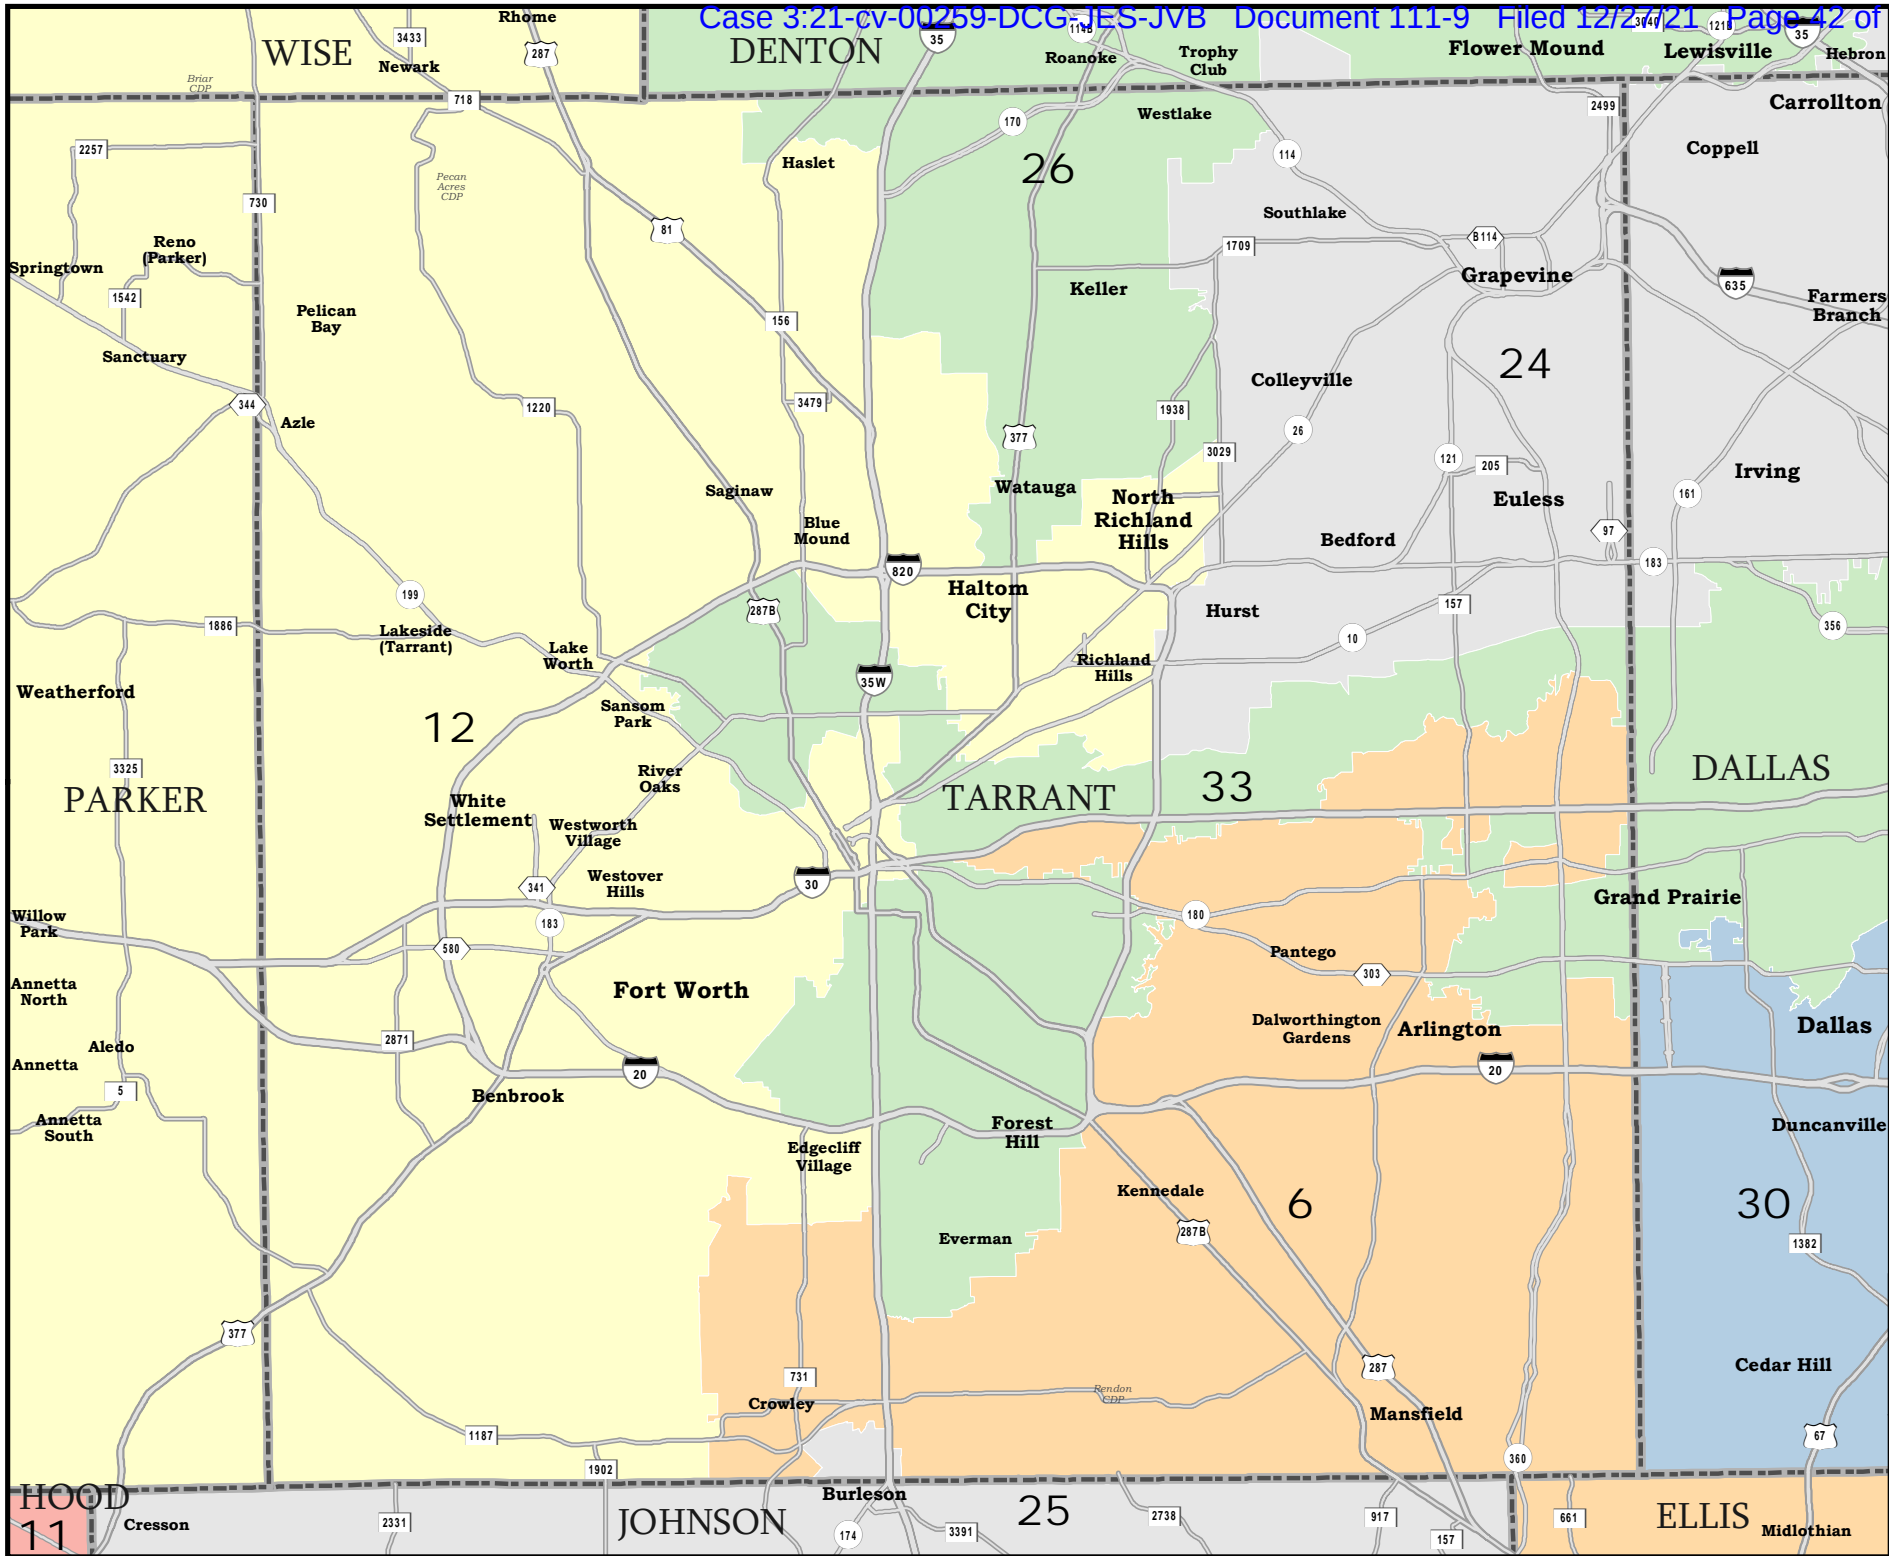 Case 3:21-cv-00259-DCG-JES-JVB Document 111-9 Filed 12/27/21 Page 42 of
Rhome
WISE
3433
Newark
287
DENTON
35
114B
Roanoke
Trophy
Club
Flower Mound
3040
121B
Lewisville
35
Hebron
Briar
CDP
718
2499
Carrollton
170
Westlake
2257
Haslet
26
114
Coppell
Pecan
Acres
CDP
730
81
Southlake
Reno
(Parker)
Springtown
1709
B114
Grapevine
635
1542
Keller
Farmers
Branch
Pelican
Bay
156
Sanctuary
24
Colleyville
344
Azle
1220
3479
1938
377
26
3029
121
205
Irving
Saginaw
Watauga
North
Richland
Hills
Euless
161
Blue
Mound
Bedford
97
820
183
199
287B
Haltom
City
Hurst
157
356
1886
Lakeside
(Tarrant)
Lake
Worth
10
Richland
Hills
35W
Weatherford
Sansom
Park
12
3325
River
Oaks
DALLAS
PARKER
White
Settlement
TARRANT
33
Westworth
Village
341
Westover
Hills
30
Grand Prairie
Willow
Park
183
180
580
Pantego
303
Annetta
North
Fort Worth
Dalworthington
Gardens
Arlington
Dallas
2871
Aledo
Annetta
20
20
5
Benbrook
Annetta
South
Forest
Hill
Duncanville
Edgecliff
Village
Kennedale
6
30
287B
Everman
1382
377
287
Cedar Hill
731
Rendon
CDP
Crowley
Mansfield
1187
67
360
1902
HOOD
11
Cresson
2331
JOHNSON
Burleson
174
3391
25
2738
917
157
661
ELLIS
Midlothian